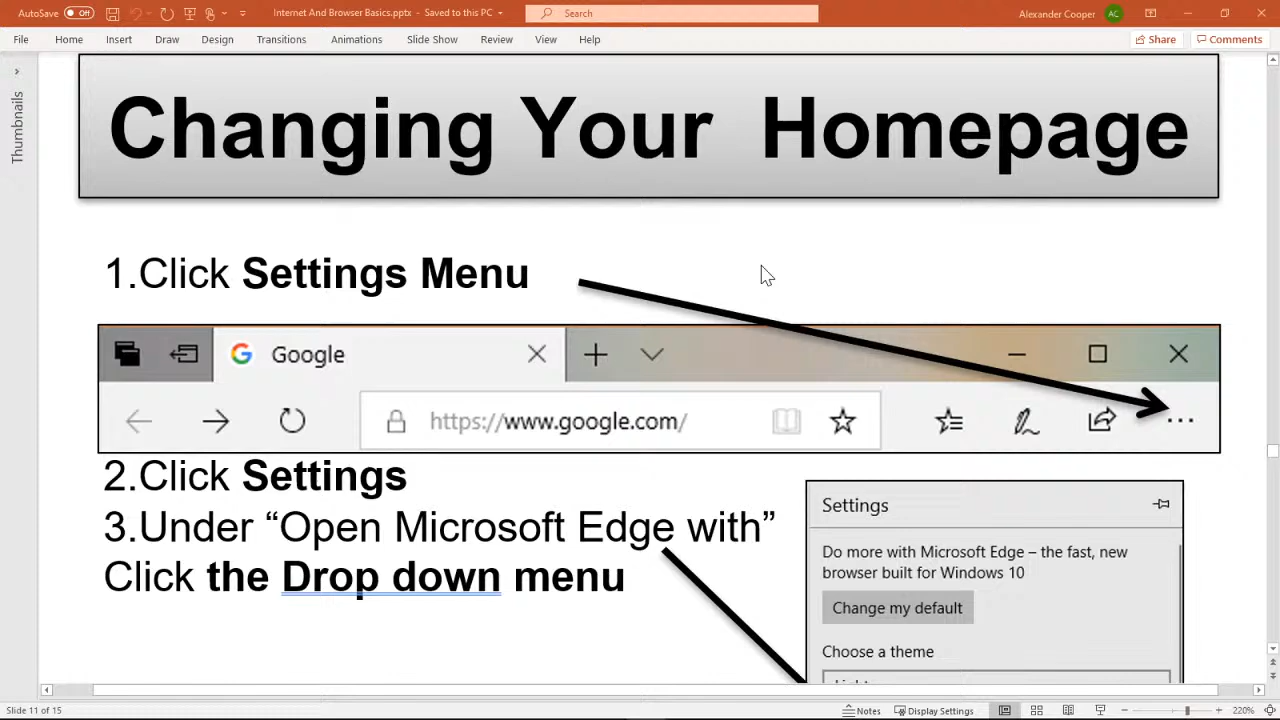 AutoSave Off Internet And Browser Basics.pptx - Saved to this PC Search Alexander Cooper AC
File Home Insert Draw Design Transitions Animations Slide Show Review View Help Share Comments
Thumbnails
Changing Your Homepage
1.Click Settings Menu
Google
https://www.google.com/
2.Click Settings
3.Under “Open Microsoft Edge with”
Click the Drop down menu
Settings
Do more with Microsoft Edge – the fast, new
browser built for Windows 10
Change my default
Choose a theme
Slide 11 of 15 Notes Display Settings 220%